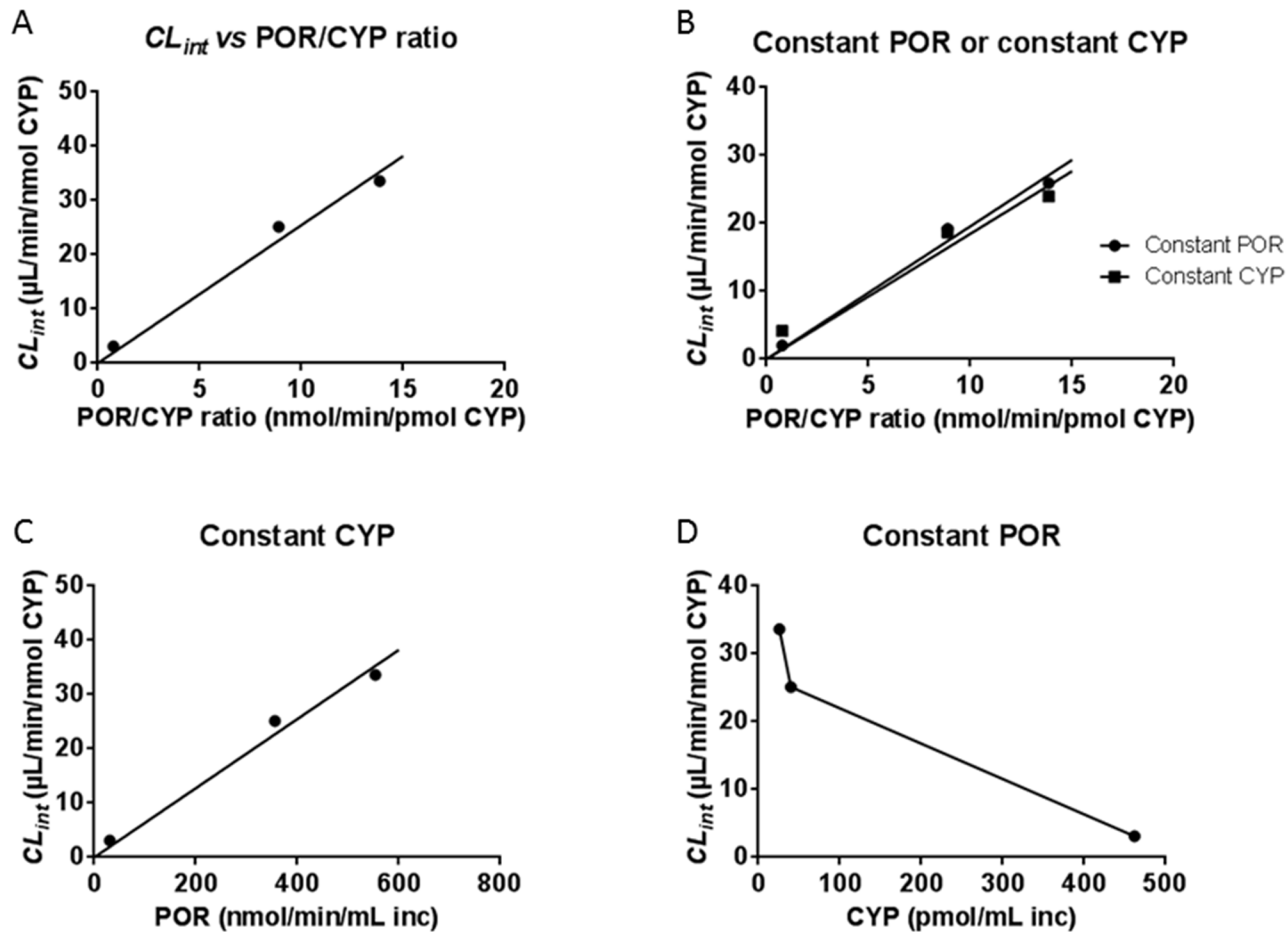 A
CL_int vs POR/CYP ratio
50
40
30
20
10
0
CL_int (µL/min/nmol CYP)
0 5 10 15 20
POR/CYP ratio (nmol/min/pmol CYP)
B
Constant POR or constant CYP
40
30
20
10
0
CL_int (µL/min/nmol CYP)
0 5 10 15 20
POR/CYP ratio (nmol/min/pmol CYP)
Constant POR
Constant CYP
C
Constant CYP
50
40
30
20
10
0
CL_int (µL/min/nmol CYP)
0 200 400 600 800
POR (nmol/min/mL inc)
D
Constant POR
40
30
20
10
0
CL_int (µL/min/nmol CYP)
0 100 200 300 400 500
CYP (pmol/mL inc)